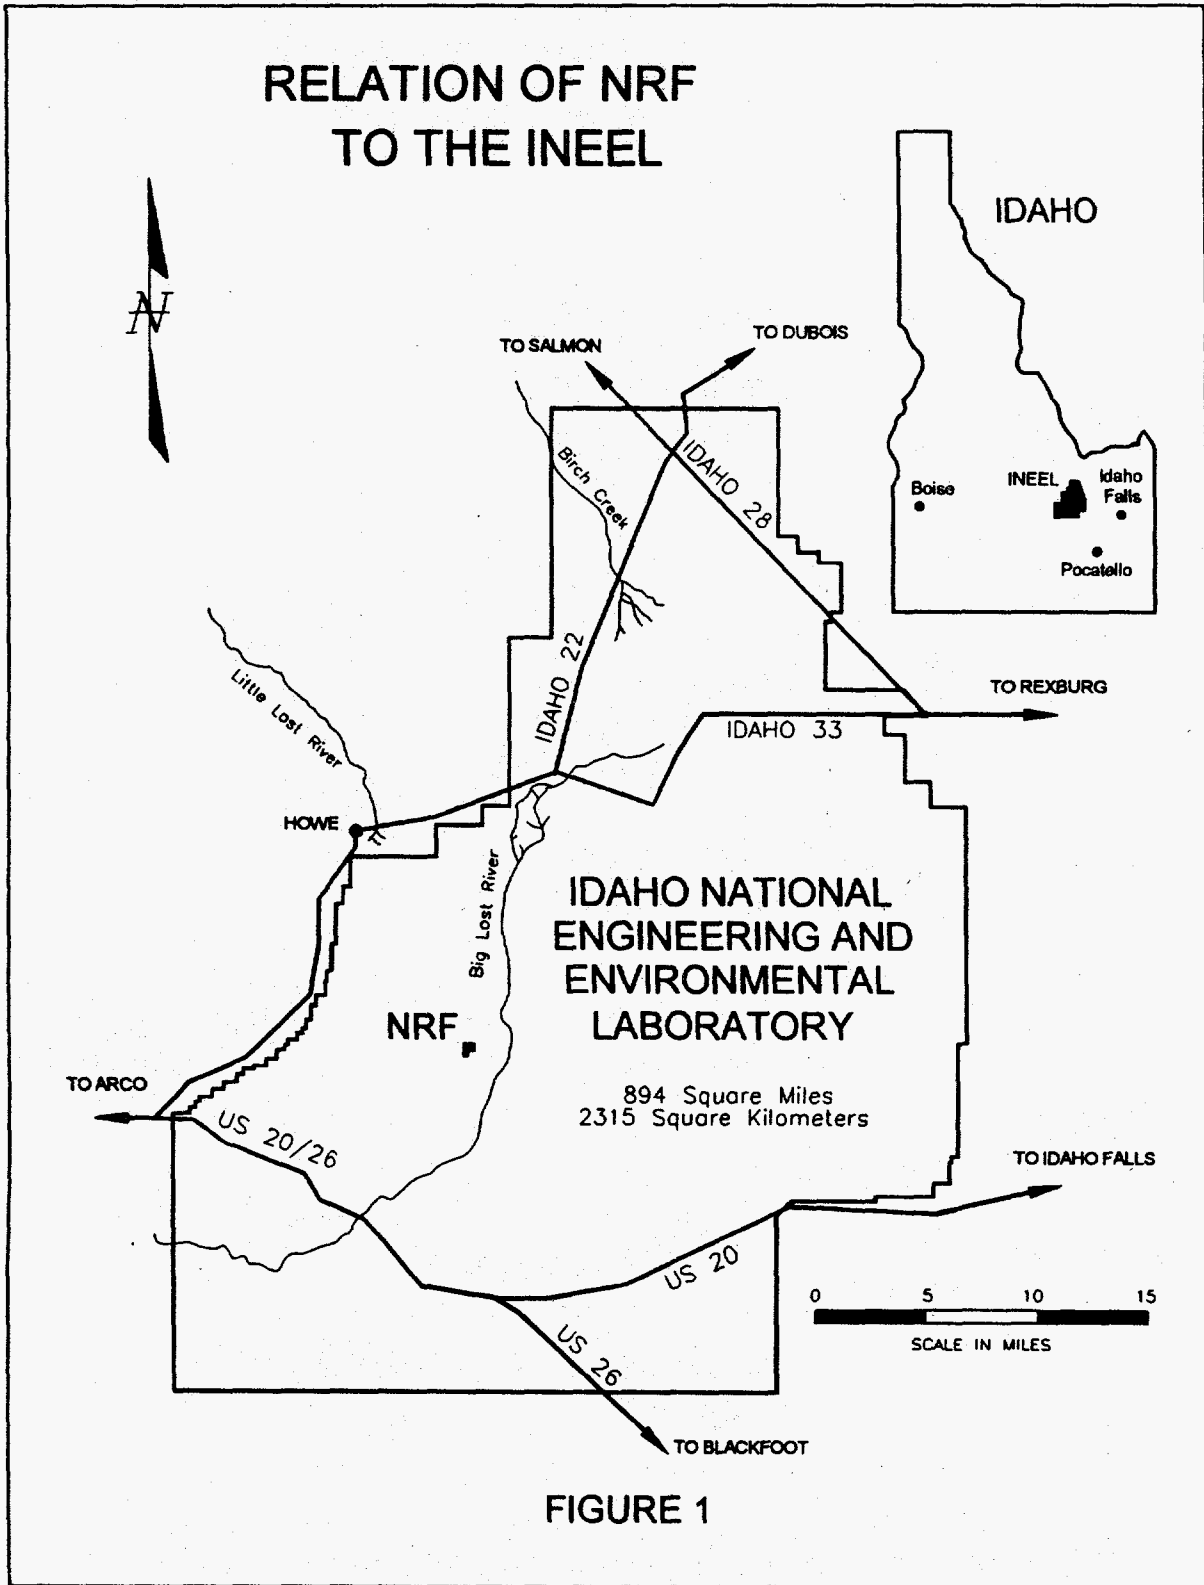 RELATION OF NRF
TO THE INEEL
N
IDAHO
TO SALMON
TO DUBOIS
Birch Creek
IDAHO 28
INEEL
Idaho
Falls
Boise
Pocatello
Little Lost River
IDAHO 22
TO REXBURG
IDAHO 33
HOWE
Big Lost River
IDAHO NATIONAL
ENGINEERING AND
ENVIRONMENTAL
LABORATORY
NRF
894 Square Miles
2315 Square Kilometers
TO ARCO
US 20/26
TO IDAHO FALLS
US 20
0 5 10 15
SCALE IN MILES
US 26
TO BLACKFOOT
FIGURE 1